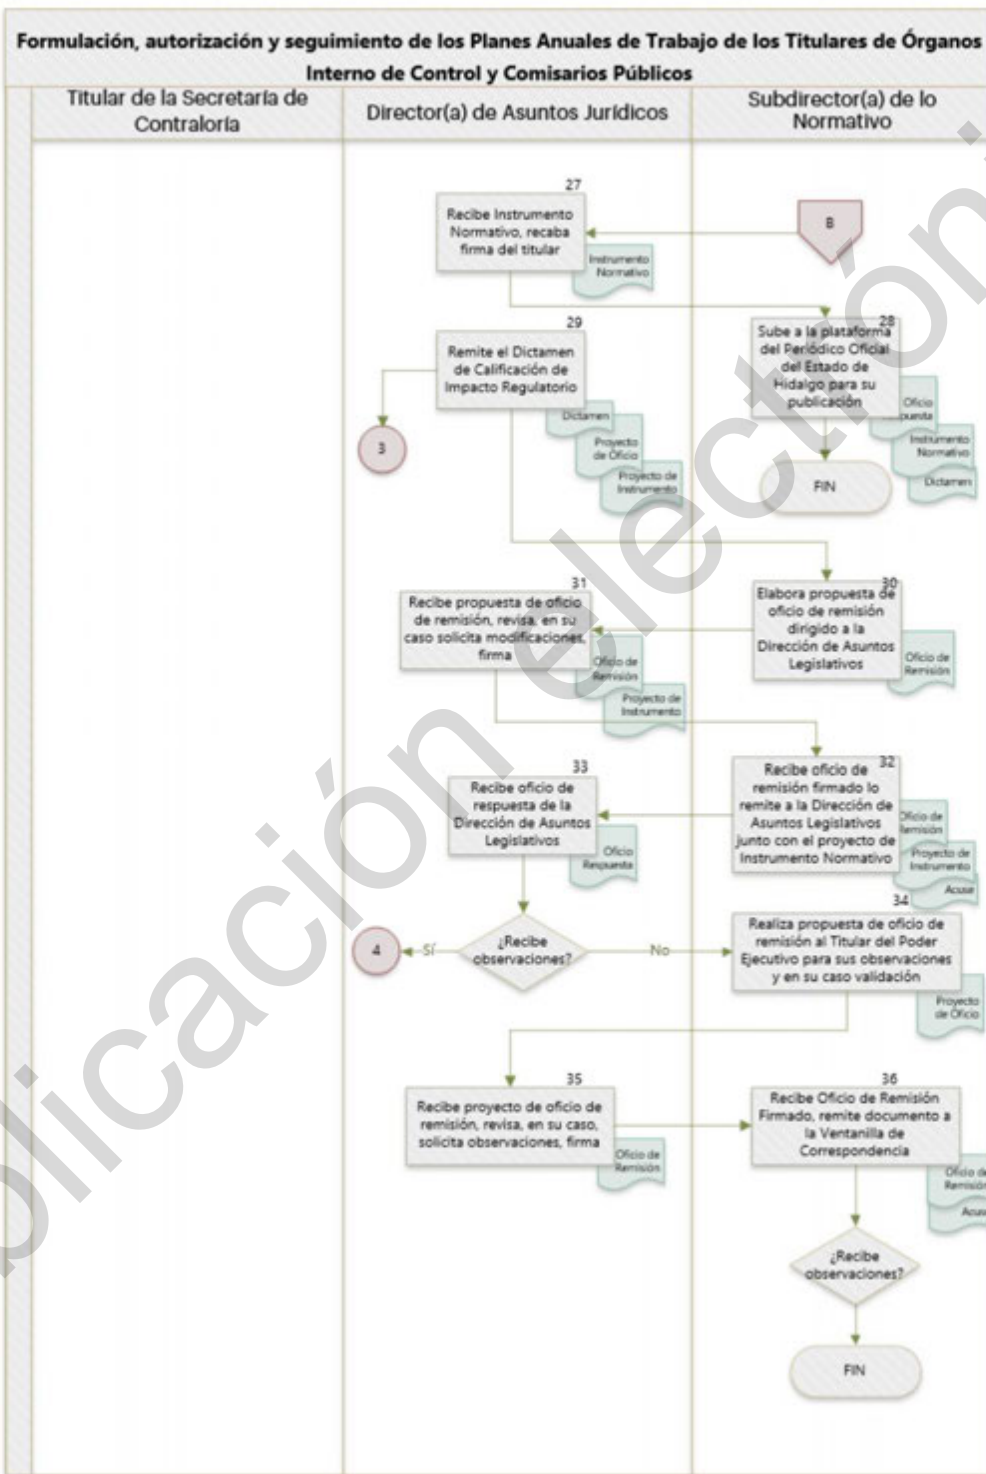 Formulación, autorización y seguimiento de los Planes Anuales de Trabajo de los Titulares de Órganos
Interno de Control y Comisarios Públicos
Titular de la Secretaría de
Contraloría
Director(a) de Asuntos Jurídicos
Subdirector(a) de lo
Normativo
27
Recibe Instrumento
Normativo, recaba
firma del titular
Instrumento
Normativo
B
28
Sube a la plataforma
del Periódico Oficial
del Estado de
Hidalgo para su
publicación
Oficio
Instrumento
Normativo
Dictamen
FIN
29
Remite el Dictamen
de Calificación de
Impacto Regulatorio
Dictamen
Proyecto
de Oficio
Proyecto de
Instrumento
3
30
Elabora propuesta de
oficio de remisión
dirigido a la
Dirección de Asuntos
Legislativos
Oficio de
Remisión
31
Recibe propuesta de oficio
de remisión, revisa, en su
caso solicita modificaciones,
firma
Oficio de
Remisión
Proyecto de
Instrumento
32
Recibe oficio de
remisión firmado lo
remite a la Dirección de
Asuntos Legislativos
junto con el proyecto de
Instrumento Normativo
Oficio de
Remisión
Proyecto de
Instrumento
Acuse
33
Recibe oficio de
respuesta de la
Dirección de Asuntos
Legislativos
Oficio
Respuesta
¿Recibe
observaciones?
Sí
4
No
34
Realiza propuesta de oficio de
remisión al Titular del Poder
Ejecutivo para sus observaciones
y en su caso validación
Proyecto
de Oficio
35
Recibe proyecto de oficio de
remisión, revisa, en su caso,
solicita observaciones, firma
Oficio de
Remisión
36
Recibe Oficio de Remisión
Firmado, remite documento a
la Ventanilla de
Correspondencia
Oficio de
Remisión
¿Recibe
observaciones?
FIN